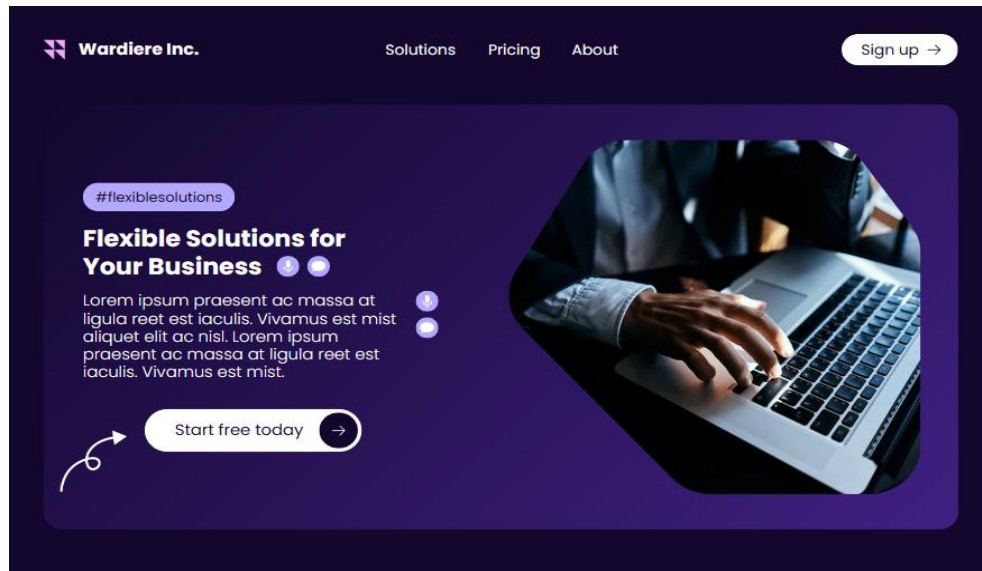 Wardiere Inc.
Solutions
Pricing
About
Sign up
#flexiblesolutions
Flexible Solutions for
Your Business
Lorem ipsum praesent ac massa at
ligula reet est iaculis. Vivamus est mist
aliquet elit ac nisl. Lorem ipsum
praesent ac massa at ligula reet est
iaculis. Vivamus est mist.
Start free today